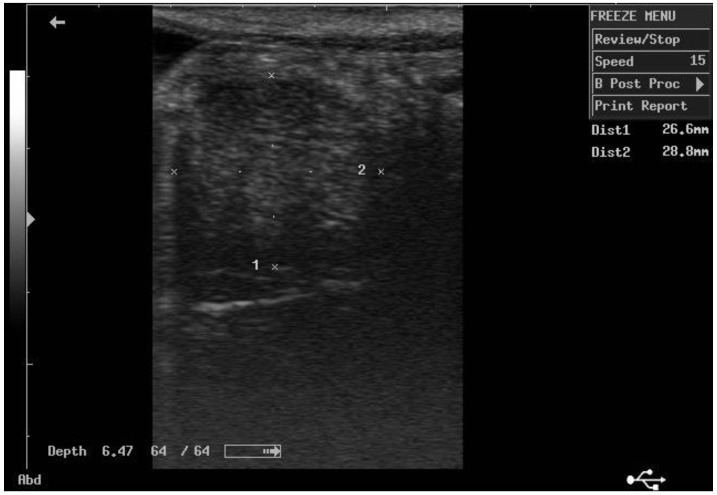 FREEZE MENU
Review/Stop
Speed 15
B Post Proc
Print Report
Dist1 26.6mm
Dist2 28.8mm
2
1
Depth 6.47 64 / 64
Abd